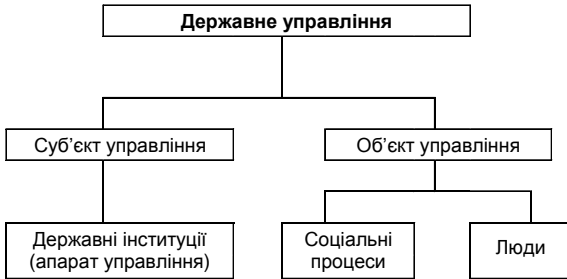 Державне управління
Суб’єкт управління
Об’єкт управління
Державні інституції
(апарат управління)
Соціальні
процеси
Люди